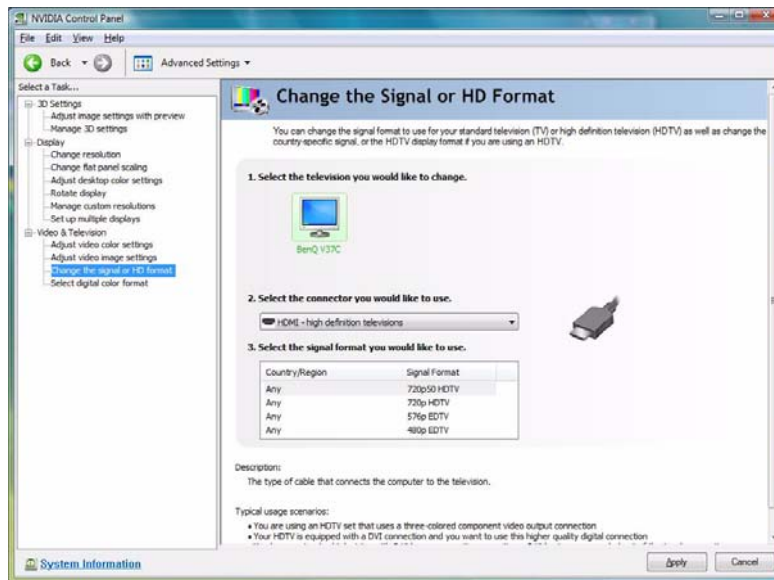 NVIDIA Control Panel
File Edit View Help
Back Advanced Settings
Select a Task...
3D Settings
Adjust image settings with preview
Manage 3D settings
Display
Change resolution
Change flat panel scaling
Adjust desktop color settings
Rotate display
Manage custom resolutions
Set up multiple displays
Video & Television
Adjust video color settings
Adjust video image settings
Change the signal or HD format
Select digital color format
Change the Signal or HD Format
You can change the signal format to use for your standard television (TV) or high definition television (HDTV) as well as change the
country-specific signal, or the HDTV display format if you are using an HDTV.
1. Select the television you would like to change.
BenQ V37C
2. Select the connector you would like to use.
HDMI - high definition televisions
3. Select the signal format you would like to use.
Country/Region Signal Format
Any 720p50 HDTV
Any 720p HDTV
Any 576p EDTV
Any 480p EDTV
Description:
The type of cable that connects the computer to the television.
Typical usage scenarios:
• You are using an HDTV set that uses a three-colored component video output connection
• Your HDTV is equipped with a DVI connection and you want to use this higher quality digital connection
System Information
Apply Cancel